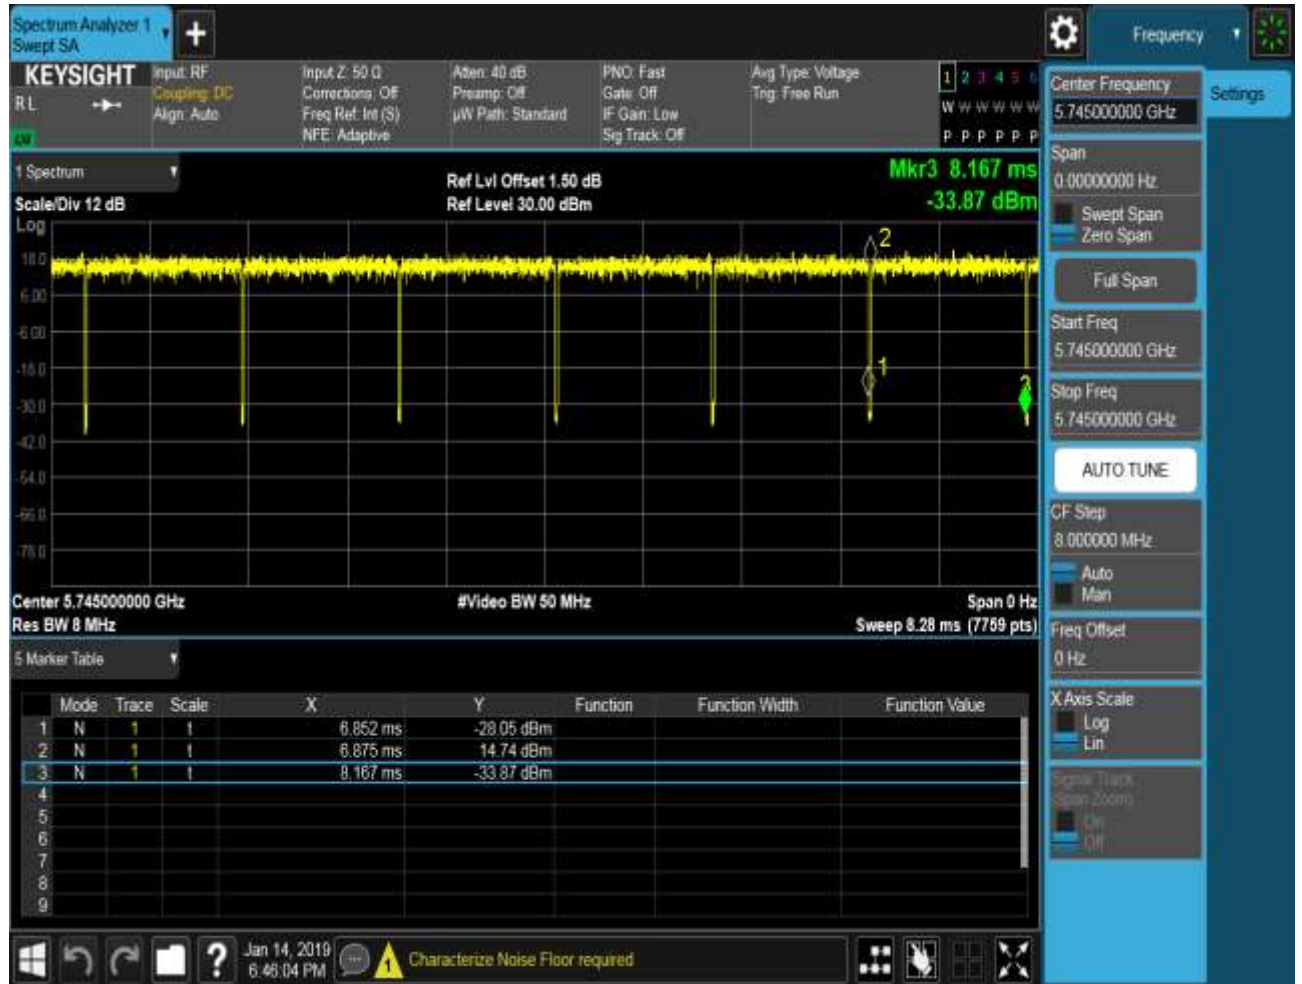 Spectrum Analyzer 1
Swept SA
+
Frequency
KEYSIGHT
RL
Input: RF
Coupling: DC
Align: Auto
Input Z: 50 Ω
Corrections: Off
Freq Ref: Int (S)
NFE: Adaptive
Atten: 40 dB
Preamp: Off
µW Path: Standard
PNO: Fast
Gate: Off
IF Gain: Low
Sig Track: Off
Avg Type: Voltage
Trig: Free Run
1 2 3 4 5 6
W W W W W W
P P P P P P
1 Spectrum
Scale/Div 12 dB
Ref Lvl Offset 1.50 dB
Ref Level 30.00 dBm
Mkr3 8.167 ms
-33.87 dBm
Log
18.0
6.00
-6.00
-18.0
-30.0
-42.0
-54.0
-66.0
-78.0
2
1
3
Center 5.745000000 GHz
#Video BW 50 MHz
Span 0 Hz
Res BW 8 MHz
Sweep 8.28 ms (7759 pts)
5 Marker Table
Mode Trace Scale X Y Function Function Width Function Value
1 N 1 t 6.852 ms -28.05 dBm
2 N 1 t 6.875 ms 14.74 dBm
3 N 1 t 8.167 ms -33.87 dBm
4
5
6
7
8
9
Jan 14, 2019
6:46:04 PM
?
1
Characterize Noise Floor required
Center Frequency
5.745000000 GHz
Settings
Span
0.00000000 Hz
Swept Span
Zero Span
Full Span
Start Freq
5.745000000 GHz
Stop Freq
5.745000000 GHz
AUTO TUNE
CF Step
8.000000 MHz
Auto
Man
Freq Offset
0 Hz
X Axis Scale
Log
Lin
Signal Track
(Span Zoom)
On
Off